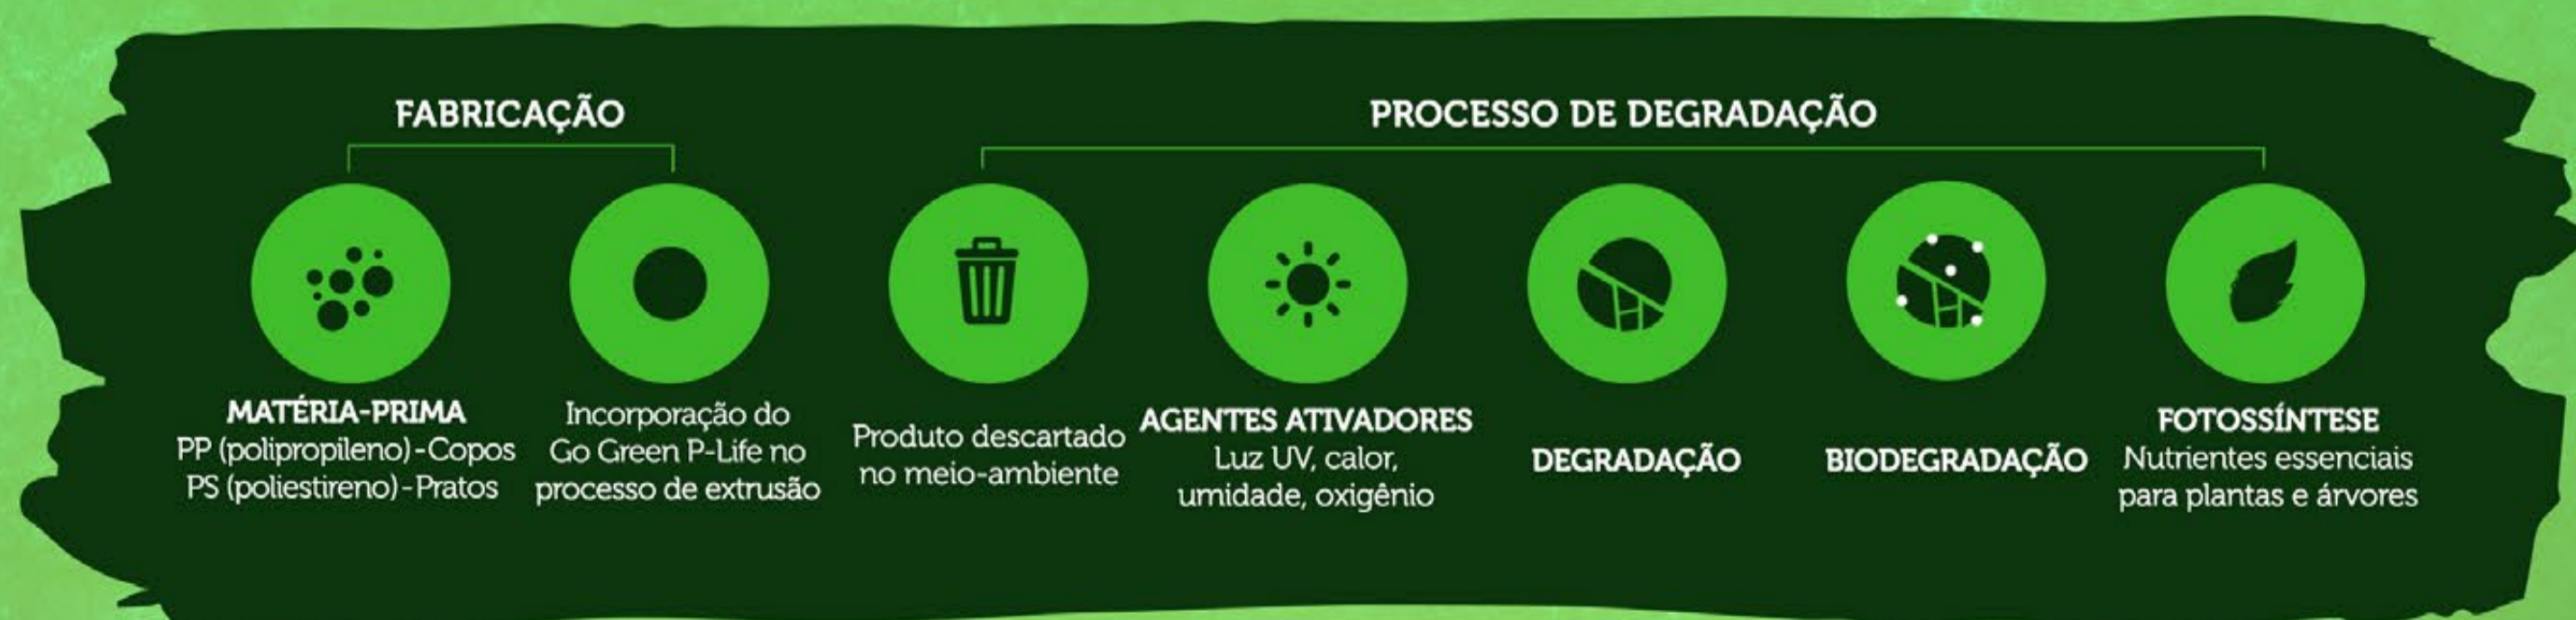 FABRICAÇÃO
MATÉRIA-PRIMA
PP (polipropileno)-Copos
PS (poliestireno)-Pratos
Incorporação do
Go Green P-Life no
processo de extrusão
PROCESSO DE DEGRADAÇÃO
Produto descartado
no meio-ambiente
AGENTES ATIVADORES
Luz UV, calor,
umidade, oxigênio
DEGRADAÇÃO
BIODEGRADAÇÃO
FOTOSSÍNTESE
Nutrientes essenciais
para plantas e árvores